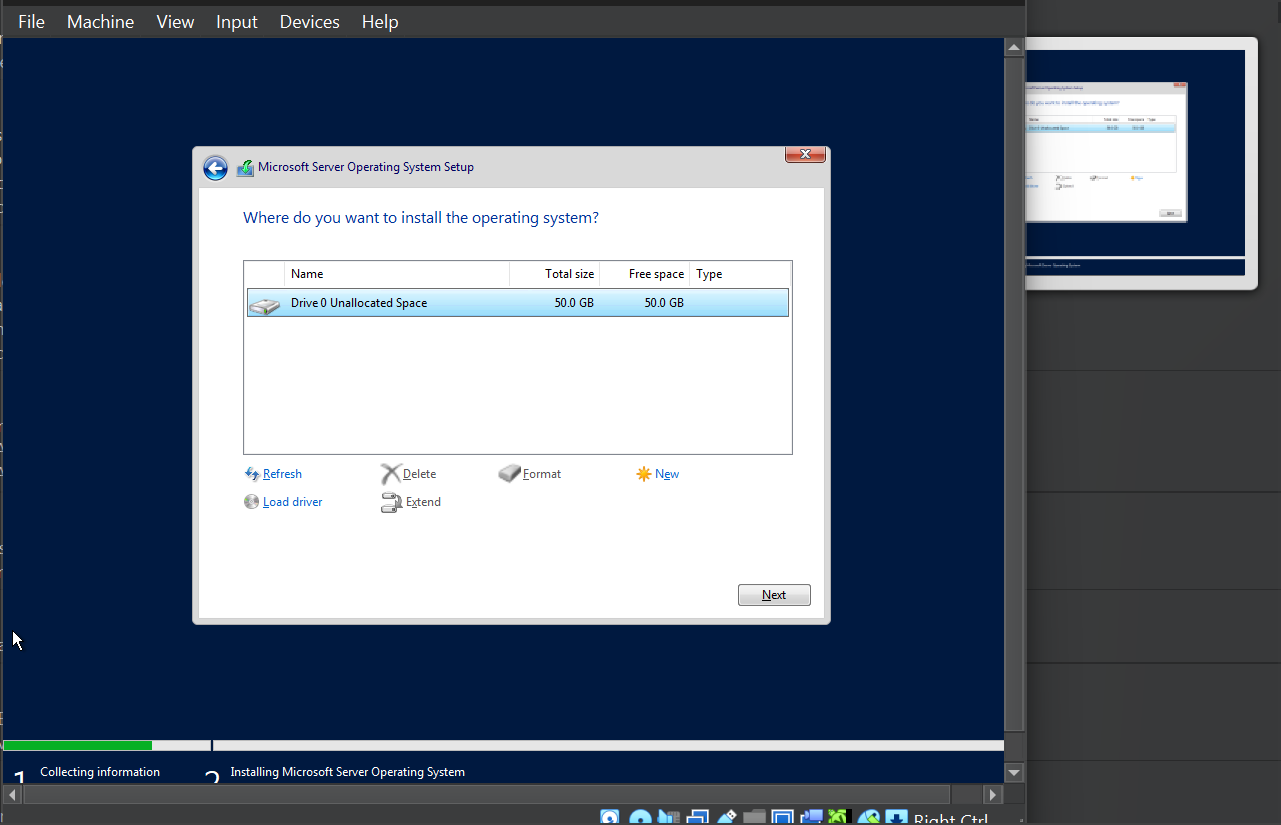 File Machine View Input Devices Help
Microsoft Server Operating System Setup
Where do you want to install the operating system?
Name Total size Free space Type
Drive 0 Unallocated Space 50.0 GB 50.0 GB
Refresh Delete Format New
Load driver Extend
Next
1 Collecting information 2 Installing Microsoft Server Operating System
Right Ctrl